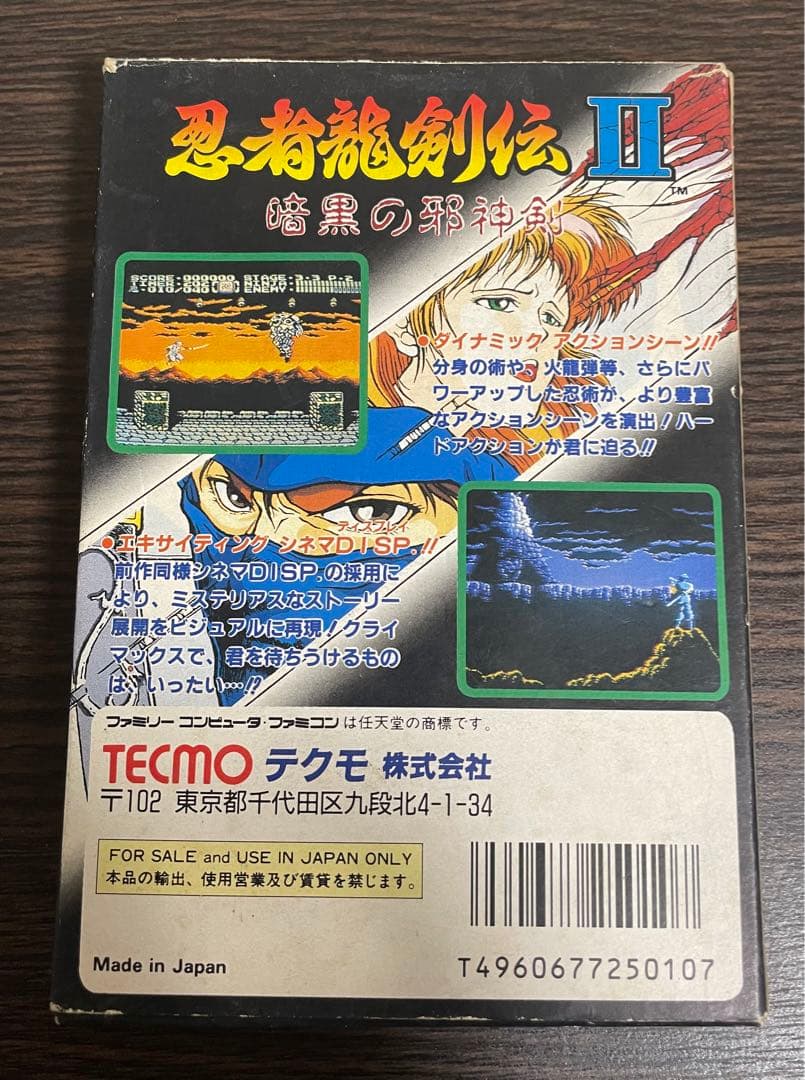 忍者龍剣伝II
TM
暗黒の邪神剣
SCORE-000000 STAGE-3-3
●ダイナミック アクションシーン!!
分身の術や、火龍弾等、さらにパ
ワーアップした忍術が、より豊富
なアクションシーンを演出!ハー
ドアクションが君に迫る!!
ディスプレイ
●エキサイティング シネマDISP.!!
前作同様シネマDISP.の採用に
より、ミステリアスなストーリー
展開をビジュアルに再現!クライ
マックスで、君を待ちうけるもの
は、いったい…!!
ファミリー コンピュータ・ファミコン は任天堂の商標です。
TECMO テクモ 株式会社
〒102 東京都千代田区九段北4-1-34
FOR SALE and USE IN JAPAN ONLY
本品の輸出、使用営業及び賃貸を禁じます。
Made in Japan
T4960677250107